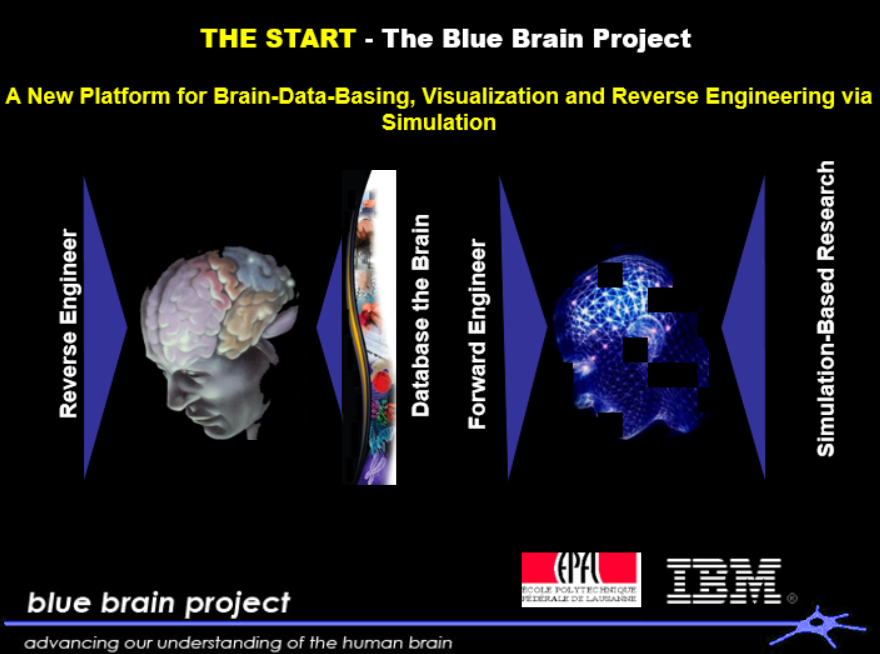 THE START - The Blue Brain Project
A New Platform for Brain-Data-Basing, Visualization and Reverse Engineering via
Simulation
Reverse Engineer
Database the Brain
Forward Engineer
Simulation-Based Research
EPFL
ÉCOLE POLYTECHNIQUE
FÉDÉRALE DE LAUSANNE
IBM®
blue brain project
advancing our understanding of the human brain